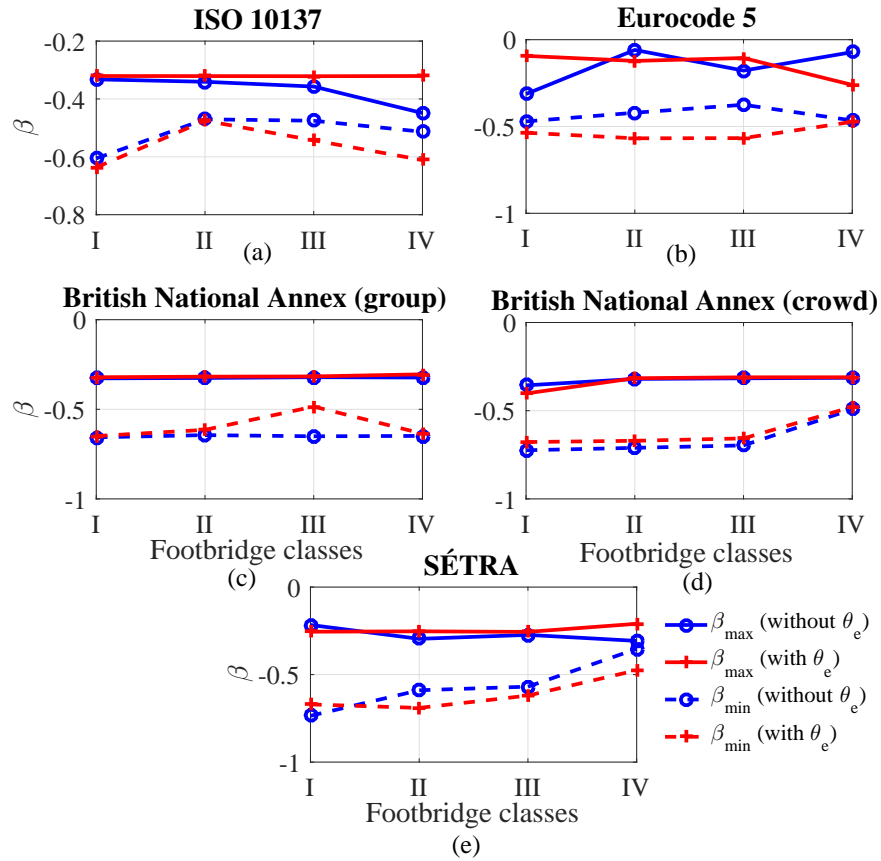 ISO 10137
-0.2
-0.4
-0.6
-0.8
β
I II III IV
(a)
Eurocode 5
0
-0.5
-1
I II III IV
(b)
British National Annex (group)
0
-0.5
-1
β
I II III IV
Footbridge classes
(c)
British National Annex (crowd)
0
-0.5
-1
I II III IV
Footbridge classes
(d)
SÉTRA
0
-0.5
-1
β
I II III IV
Footbridge classes
(e)
β_max (without θ_e)
β_max (with θ_e)
β_min (without θ_e)
β_min (with θ_e)